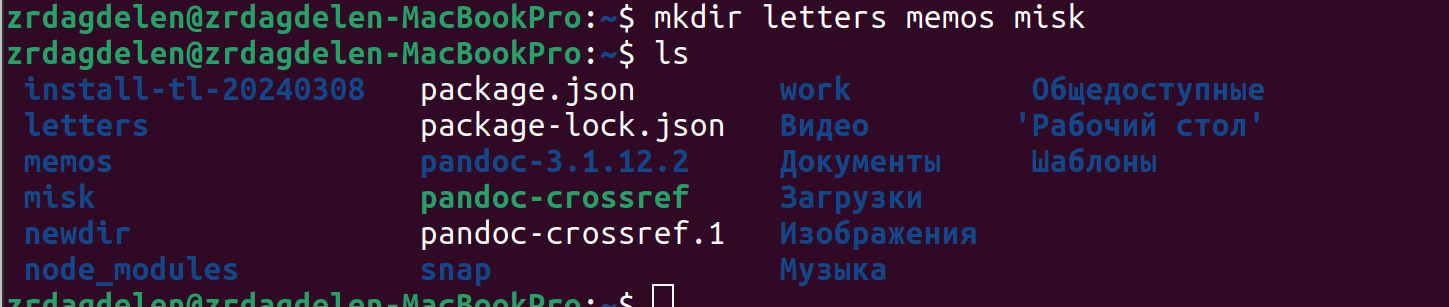 zrdagdelen@zrdagdelen-MacBookPro:~$ mkdir letters memos misk
zrdagdelen@zrdagdelen-MacBookPro:~$ ls
install-tl-20240308 package.json work Общедоступные
letters package-lock.json Видео 'Рабочий стол'
memos pandoc-3.1.12.2 Документы Шаблоны
misk pandoc-crossref Загрузки
newdir pandoc-crossref.1 Изображения
node_modules snap Музыка
zrdagdelen@zrdagdelen-MacBookPro:~$